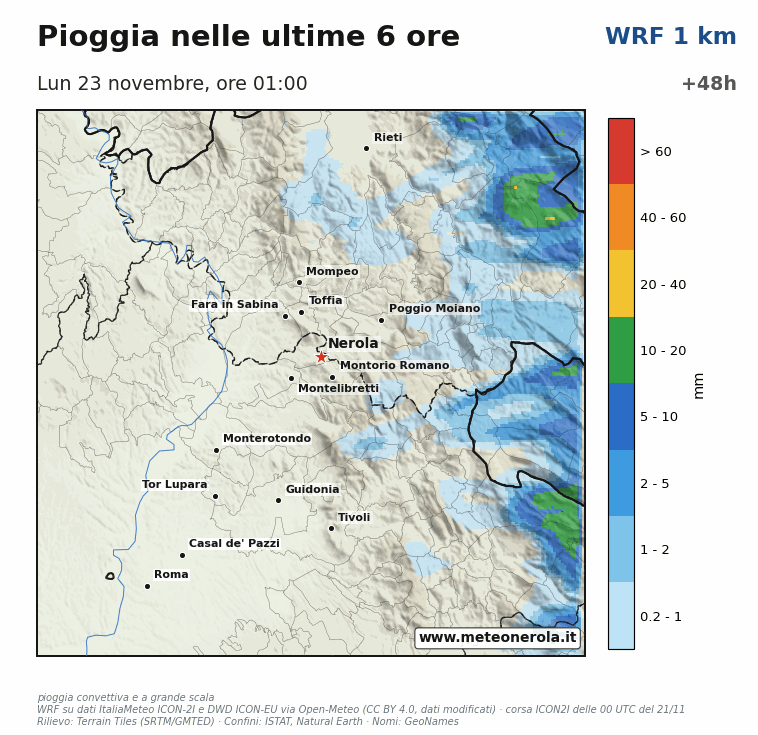 Pioggia nelle ultime 6 ore
WRF 1 km
Lun 23 novembre, ore 01:00
+48h
Rieti
Mompeo
Fara in Sabina
Toffia
Poggio Moiano
Nerola
Montorio Romano
Montelibretti
Monterotondo
Tor Lupara
Guidonia
Tivoli
Casal de' Pazzi
Roma
www.meteonerola.it
> 60
40 - 60
20 - 40
10 - 20
5 - 10
2 - 5
1 - 2
0.2 - 1
mm
pioggia convettiva e a grande scala
WRF su dati ItaliaMeteo ICON-2I e DWD ICON-EU via Open-Meteo (CC BY 4.0, dati modificati) · corsa ICON2I delle 00 UTC del 21/11
Rilievo: Terrain Tiles (SRTM/GMTED) · Confini: ISTAT, Natural Earth · Nomi: GeoNames